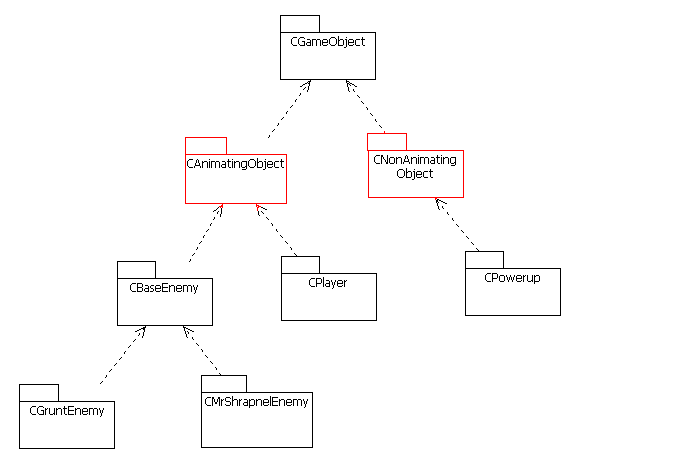 CGameObject
CAnimatingObject
CNonAnimating
Object
CBaseEnemy
CPlayer
CPowerup
CGruntEnemy
CMrShrapnelEnemy